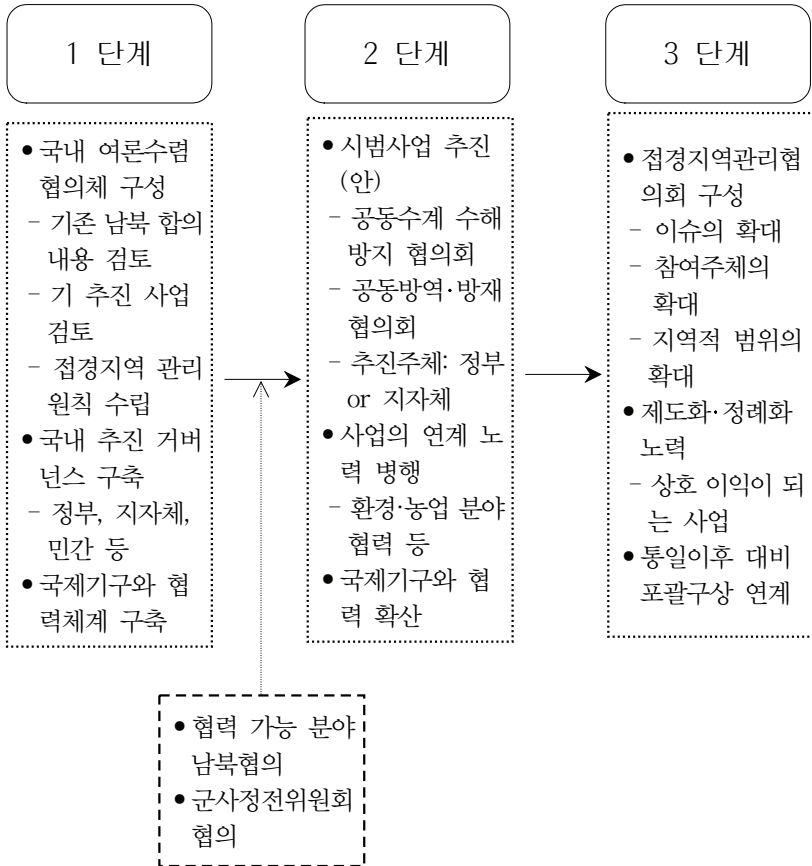 1 단계
● 국내 여론수렴
협의체 구성
- 기존 남북 합의
내용 검토
- 기 추진 사업
검토
- 접경지역 관리
원칙 수립
● 국내 추진 거버
넌스 구축
- 정부, 지자체,
민간 등
● 국제기구와 협
력체계 구축
2 단계
● 시범사업 추진
(안)
- 공동수계 수해
방지 협의회
- 공동방역·방재
협의회
- 추진주체: 정부
or 지자체
● 사업의 연계 노
력 병행
- 환경·농업 분야
협력 등
● 국제기구와 협
력 확산
3 단계
● 접경지역관리협
의회 구성
- 이슈의 확대
- 참여주체의
확대
- 지역적 범위의
확대
● 제도화·정례화
노력
- 상호 이익이 되
는 사업
● 통일이후 대비
포괄구상 연계
● 협력 가능 분야
남북협의
● 군사정전위원회
협의